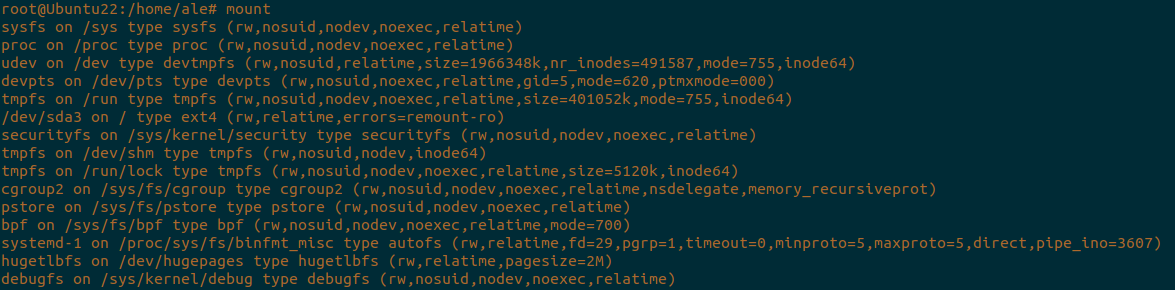 root@Ubuntu22:/home/ale# mount
sysfs on /sys type sysfs (rw,nosuid,nodev,noexec,relatime)
proc on /proc type proc (rw,nosuid,nodev,noexec,relatime)
udev on /dev type devtmpfs (rw,nosuid,relatime,size=1966348k,nr_inodes=491587,mode=755,inode64)
devpts on /dev/pts type devpts (rw,nosuid,noexec,relatime,gid=5,mode=620,ptmxmode=000)
tmpfs on /run type tmpfs (rw,nosuid,nodev,noexec,relatime,size=401052k,mode=755,inode64)
/dev/sda3 on / type ext4 (rw,relatime,errors=remount-ro)
securityfs on /sys/kernel/security type securityfs (rw,nosuid,nodev,noexec,relatime)
tmpfs on /dev/shm type tmpfs (rw,nosuid,nodev,inode64)
tmpfs on /run/lock type tmpfs (rw,nosuid,nodev,noexec,relatime,size=5120k,inode64)
cgroup2 on /sys/fs/cgroup type cgroup2 (rw,nosuid,nodev,noexec,relatime,nsdelegate,memory_recursiveprot)
pstore on /sys/fs/pstore type pstore (rw,nosuid,nodev,noexec,relatime)
bpf on /sys/fs/bpf type bpf (rw,nosuid,nodev,noexec,relatime,mode=700)
systemd-1 on /proc/sys/fs/binfmt_misc type autofs (rw,relatime,fd=29,pgrp=1,timeout=0,minproto=5,maxproto=5,direct,pipe_ino=3607)
hugetlbfs on /dev/hugepages type hugetlbfs (rw,relatime,pagesize=2M)
debugfs on /sys/kernel/debug type debugfs (rw,nosuid,nodev,noexec,relatime)